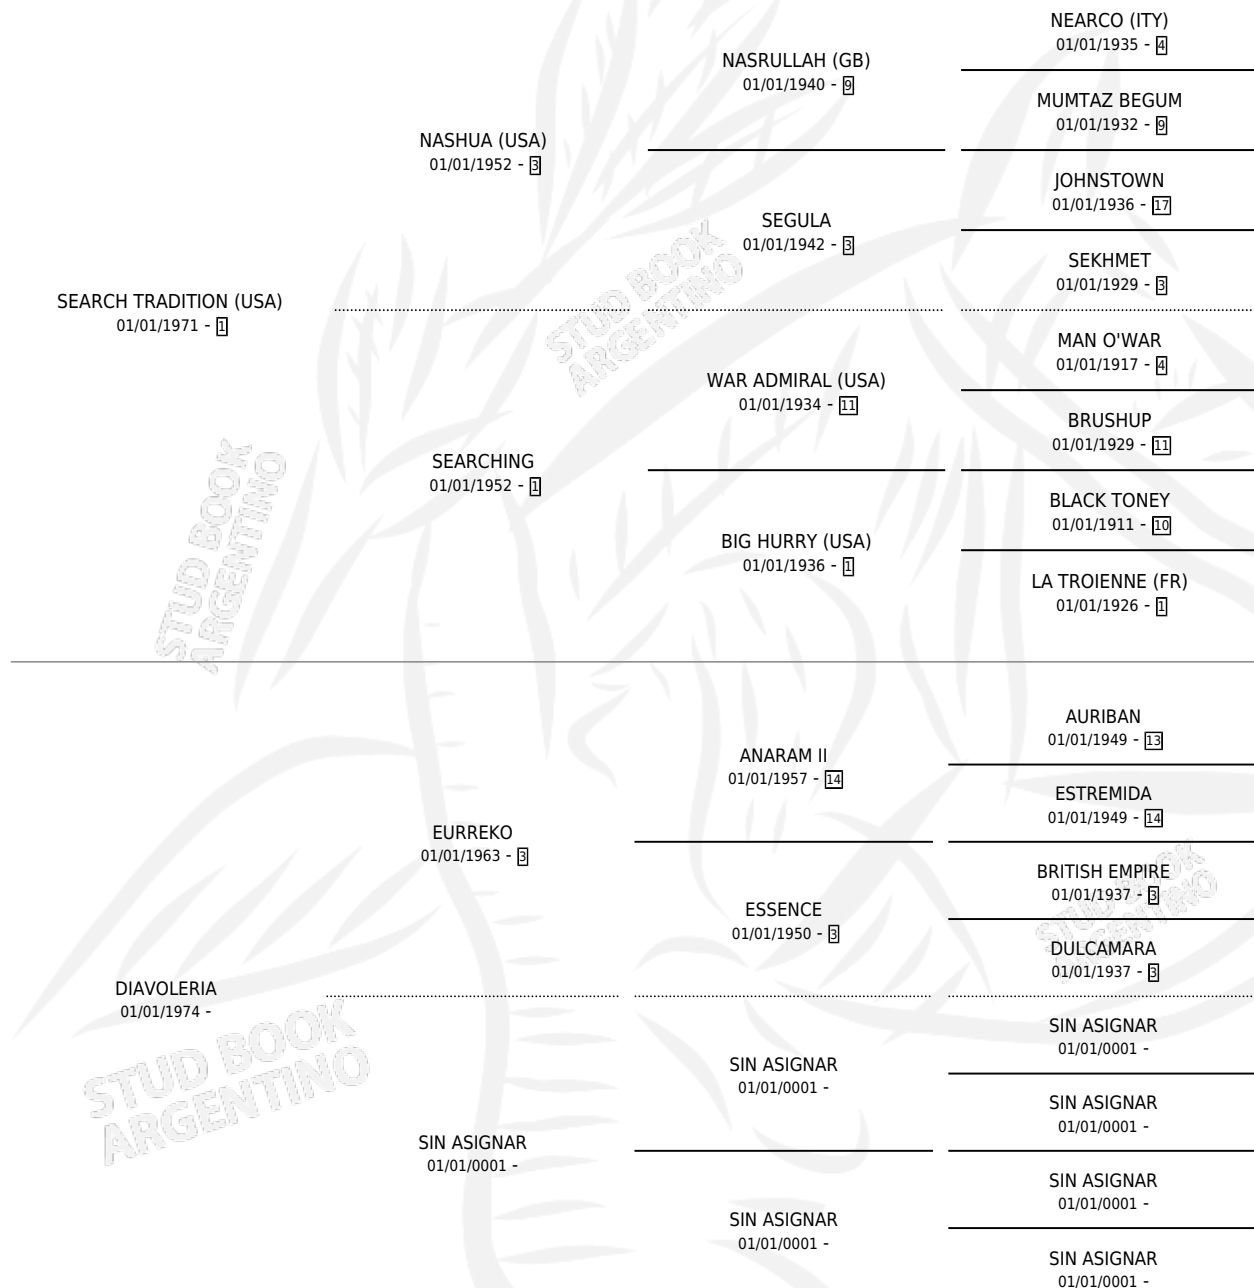 NEARCO (ITY)
01/01/1935 - 4
NASRULLAH (GB)
01/01/1940 - 9
MUMTAZ BEGUM
01/01/1932 - 9
NASHUA (USA)
01/01/1952 - 3
JOHNSTOWN
01/01/1936 - 17
SEGULA
01/01/1942 - 3
SEKHMET
01/01/1929 - 3
SEARCH TRADITION (USA)
01/01/1971 - 1
MAN O'WAR
01/01/1917 - 4
WAR ADMIRAL (USA)
01/01/1934 - 11
BRUSHUP
01/01/1929 - 11
SEARCHING
01/01/1952 - 1
BLACK TONEY
01/01/1911 - 10
BIG HURRY (USA)
01/01/1936 - 1
LA TROIENNE (FR)
01/01/1926 - 1
AURIBAN
01/01/1949 - 13
ANARAM II
01/01/1957 - 14
ESTREMIDA
01/01/1949 - 14
EURREKO
01/01/1963 - 3
BRITISH EMPIRE
01/01/1937 - 3
ESSENCE
01/01/1950 - 3
DULCAMARA
01/01/1937 - 3
DIAVOLERIA
01/01/1974 -
SIN ASIGNAR
01/01/0001 -
SIN ASIGNAR
01/01/0001 -
SIN ASIGNAR
01/01/0001 -
SIN ASIGNAR
01/01/0001 -
SIN ASIGNAR
01/01/0001 -
SIN ASIGNAR
01/01/0001 -
SIN ASIGNAR
01/01/0001 -
STUD BOOK
ARGENTINO
STUD BOOK
ARGENTINO
STUD BOOK
ARGENTINO
STUD BOOK
ARGENTINO